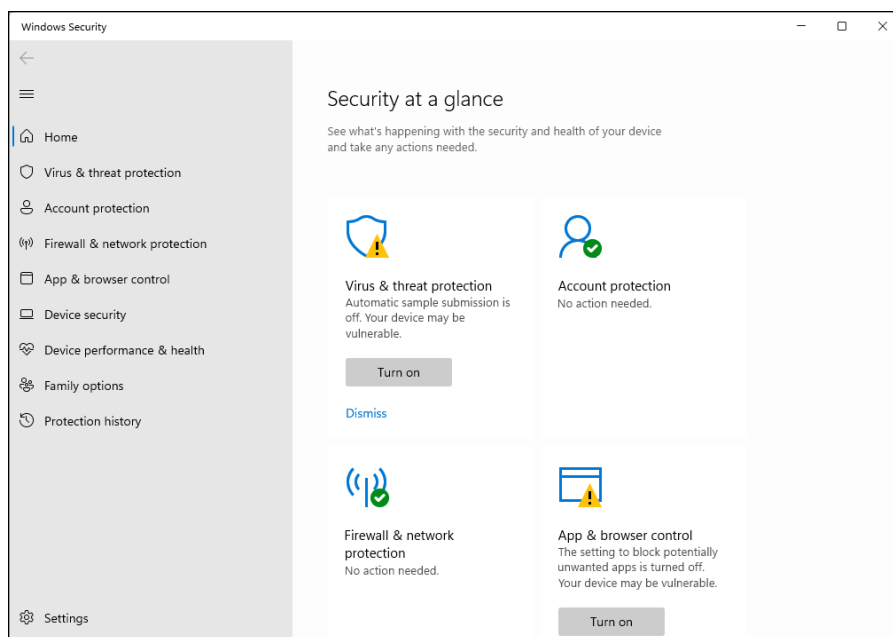 Windows Security
Home
Virus & threat protection
Account protection
Firewall & network protection
App & browser control
Device security
Device performance & health
Family options
Protection history
Settings
Security at a glance
See what's happening with the security and health of your device
and take any actions needed.
Virus & threat protection
Automatic sample submission is
off. Your device may be
vulnerable.
Turn on
Dismiss
Account protection
No action needed.
Firewall & network
protection
No action needed.
App & browser control
The setting to block potentially
unwanted apps is turned off.
Your device may be vulnerable.
Turn on